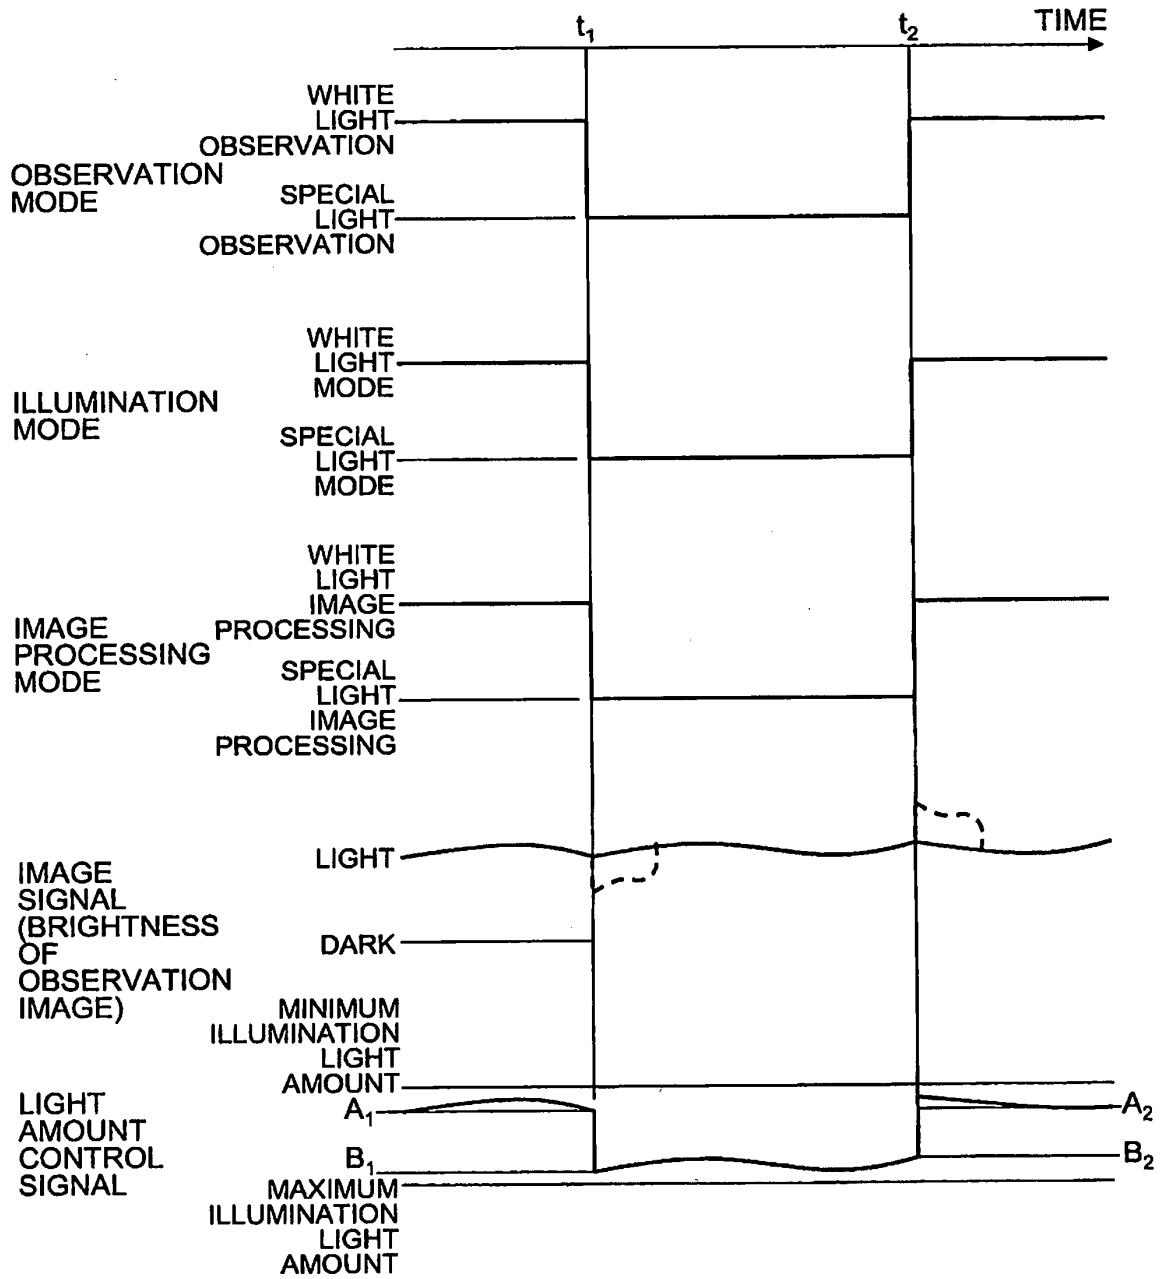 t1
t2
TIME
WHITE
LIGHT
OBSERVATION
OBSERVATION
MODE
SPECIAL
LIGHT
OBSERVATION
WHITE
LIGHT
MODE
ILLUMINATION
MODE
SPECIAL
LIGHT
MODE
WHITE
LIGHT
IMAGE
PROCESSING
IMAGE
PROCESSING
MODE
SPECIAL
LIGHT
IMAGE
PROCESSING
LIGHT
IMAGE
SIGNAL
(BRIGHTNESS
OF
OBSERVATION
IMAGE)
DARK
MINIMUM
ILLUMINATION
LIGHT
AMOUNT
LIGHT
AMOUNT
CONTROL
SIGNAL
A1
A2
B1
B2
MAXIMUM
ILLUMINATION
LIGHT
AMOUNT